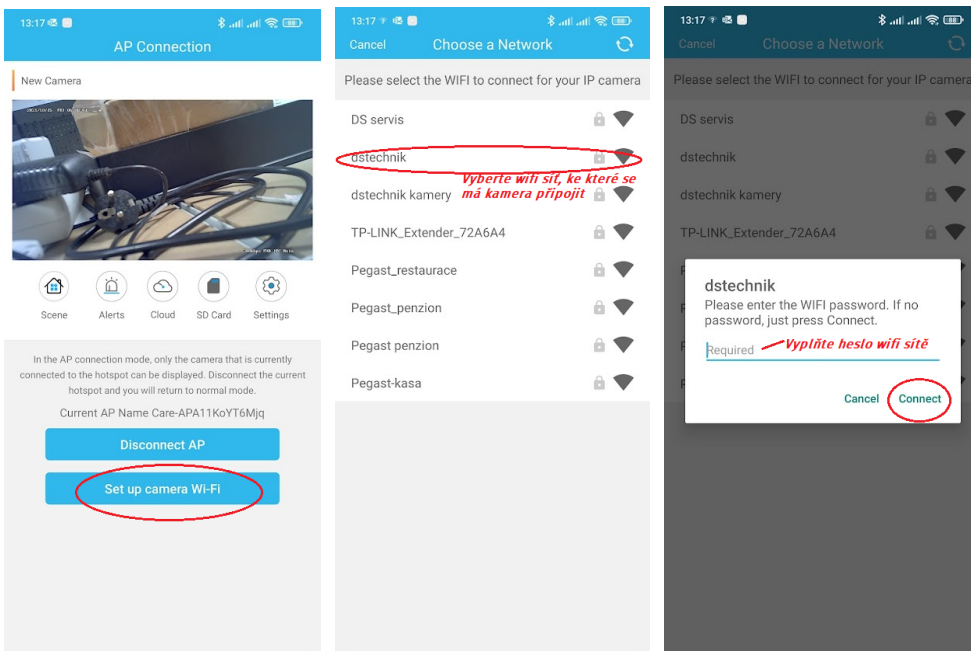 13:17
AP Connection
New Camera
Scene
Alerts
Cloud
SD Card
Settings
In the AP connection mode, only the camera that is currently
connected to the hotspot can be displayed. Disconnect the current
hotspot and you will return to normal mode.
Current AP Name Care-APA11KoYT6Mjq
Disconnect AP
Set up camera Wi-Fi
13:17
Cancel
Choose a Network
Please select the WIFI to connect for your IP camera
DS servis
dstechnik
Vyberte wifi síť, ke které se
má kamera připojit
dstechnik kamery
TP-LINK_Extender_72A6A4
Pegast_restaurace
Pegast_penzion
Pegast penzion
Pegast-kasa
13:17
Cancel
Choose a Network
Please select the WIFI to connect for your IP camera
DS servis
dstechnik
dstechnik kamery
TP-LINK_Extender_72A6A4
dstechnik
Please enter the WIFI password. If no
password, just press Connect.
Required
Vyplňte heslo wifi sítě
Cancel
Connect